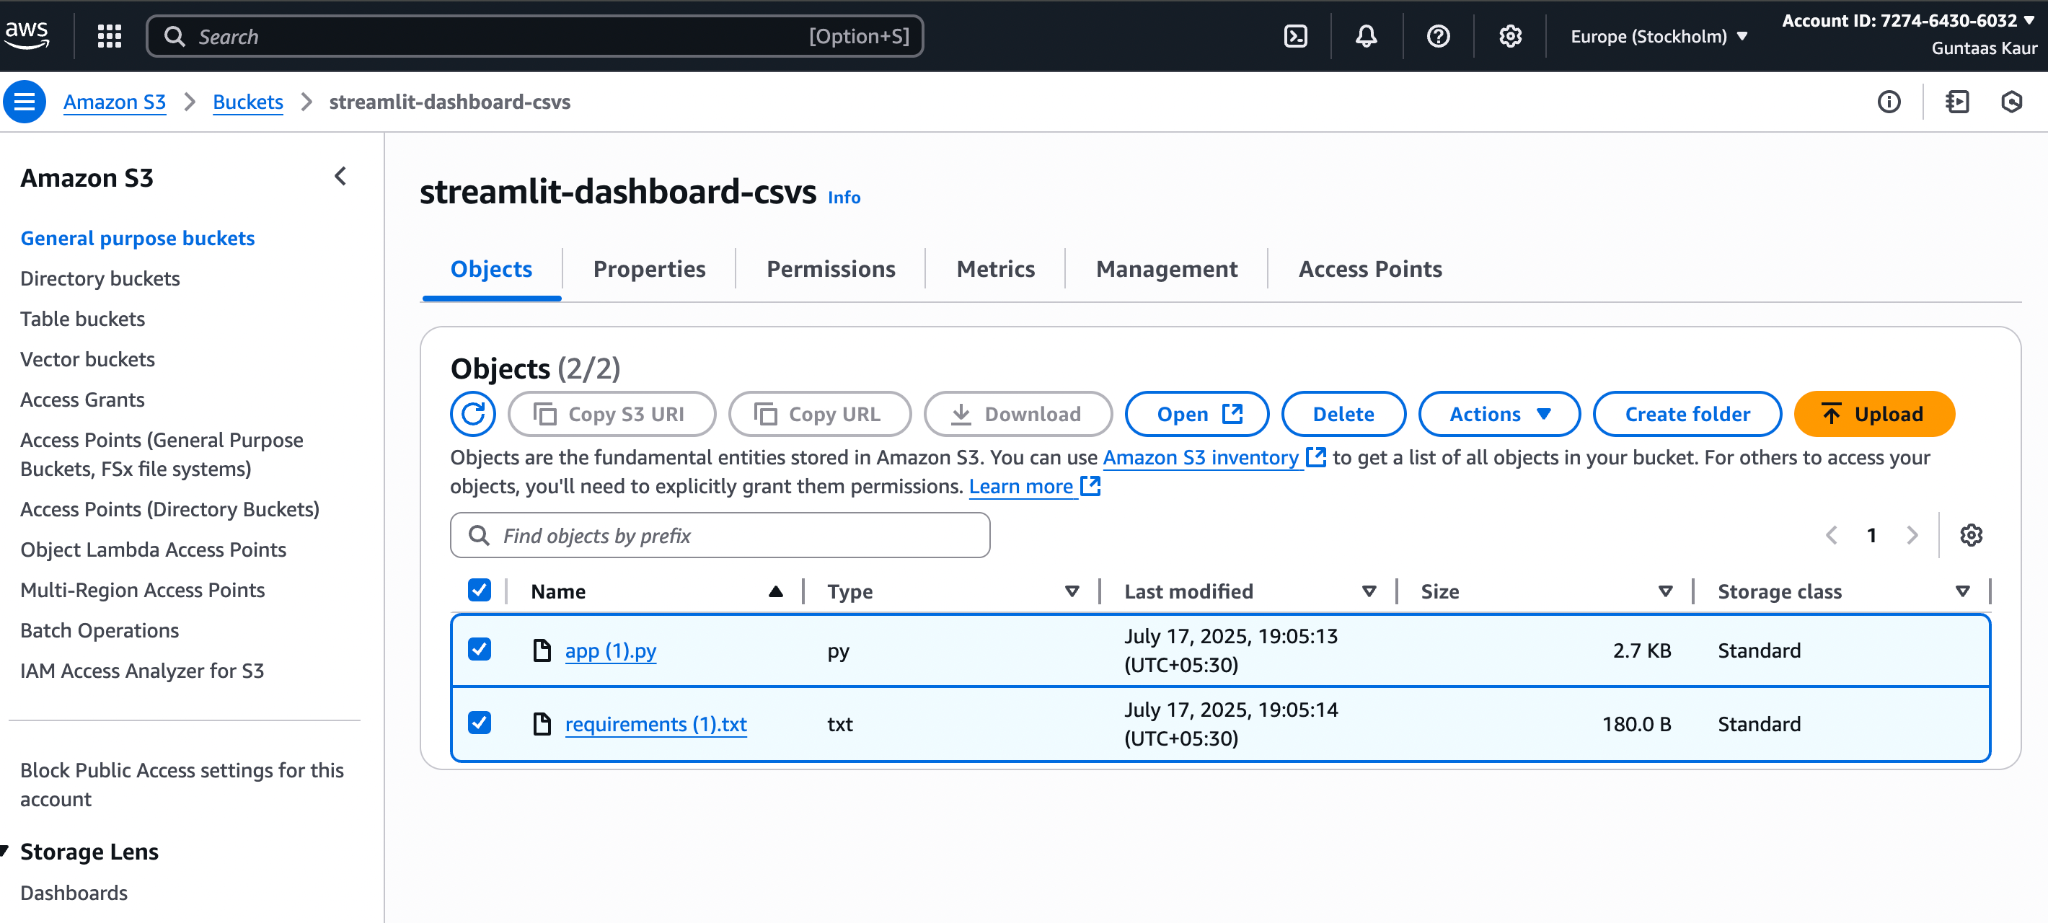 aws
Search [Option+S]
Europe (Stockholm)
Account ID: 7274-6430-6032
Guntaas Kaur
Amazon S3 Buckets streamlit-dashboard-csvs
Amazon S3
General purpose buckets
Directory buckets
Table buckets
Vector buckets
Access Grants
Access Points (General Purpose
Buckets, FSx file systems)
Access Points (Directory Buckets)
Object Lambda Access Points
Multi-Region Access Points
Batch Operations
IAM Access Analyzer for S3
Block Public Access settings for this
account
Storage Lens
Dashboards
streamlit-dashboard-csvs Info
Objects Properties Permissions Metrics Management Access Points
Objects (2/2)
Copy S3 URI Copy URL Download Open Delete Actions Create folder Upload
Objects are the fundamental entities stored in Amazon S3. You can use Amazon S3 inventory to get a list of all objects in your bucket. For others to access your
objects, you'll need to explicitly grant them permissions. Learn more
Find objects by prefix
1
Name Type Last modified Size Storage class
app (1).py py July 17, 2025, 19:05:13 2.7 KB Standard
(UTC+05:30)
requirements (1).txt txt July 17, 2025, 19:05:14 180.0 B Standard
(UTC+05:30)